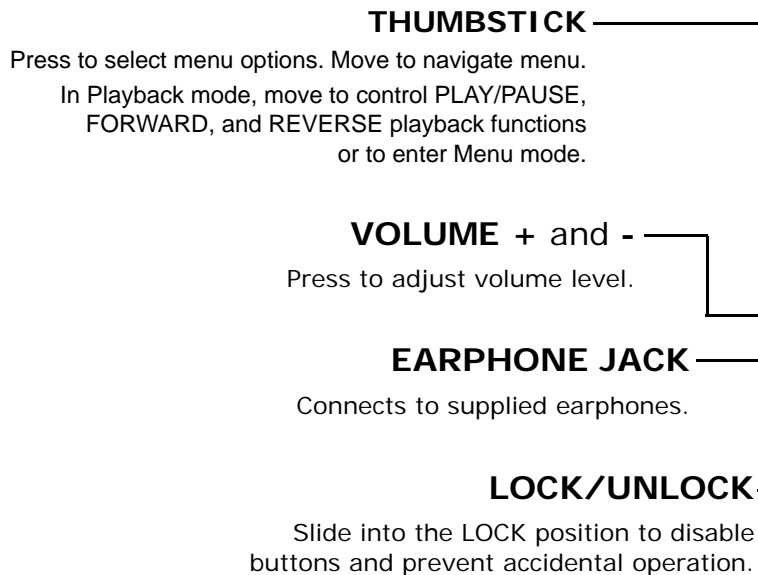 THUMBSTICK
Press to select menu options. Move to navigate menu.
In Playback mode, move to control PLAY/PAUSE,
FORWARD, and REVERSE playback functions
or to enter Menu mode.
VOLUME + and -
Press to adjust volume level.
EARPHONE JACK
Connects to supplied earphones.
LOCK/UNLOCK
Slide into the LOCK position to disable
buttons and prevent accidental operation.